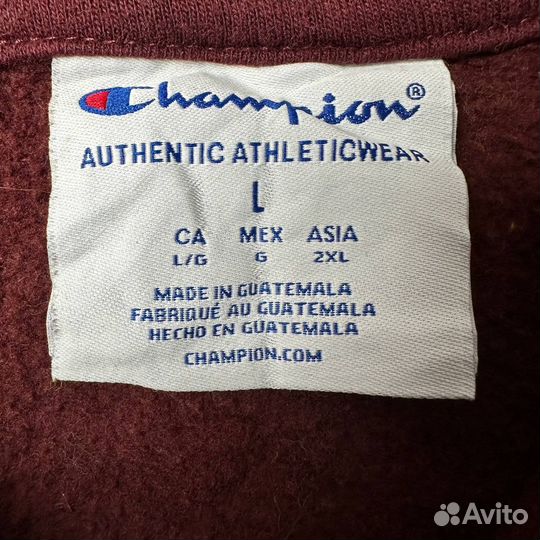 Champion®
AUTHENTIC ATHLETICWEAR
L
CA MEX ASIA
L/G G 2XL
MADE IN GUATEMALA
FABRIQUÉ AU GUATEMALA
HECHO EN GUATEMALA
CHAMPION.COM
Avito